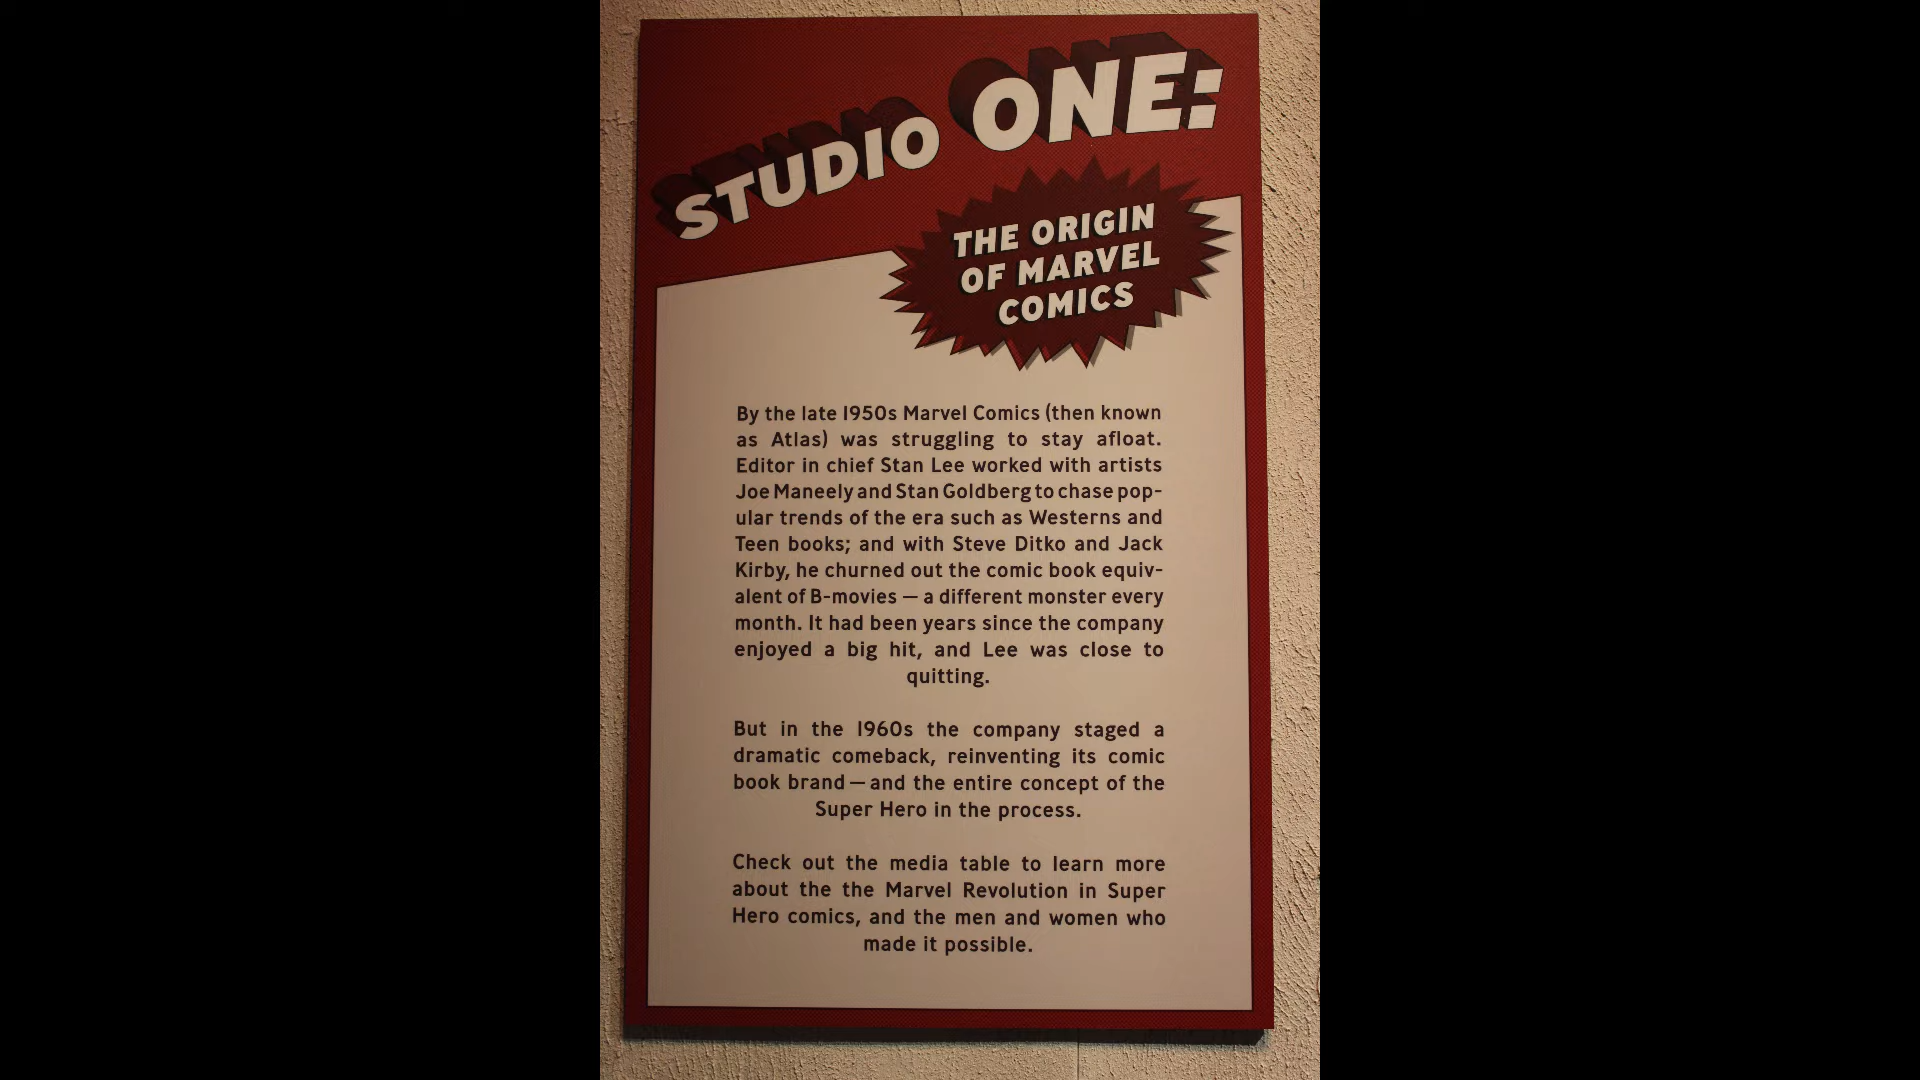 STUDIO ONE:
THE ORIGIN
OF MARVEL
COMICS
By the late 1950s Marvel Comics (then known
as Atlas) was struggling to stay afloat.
Editor in chief Stan Lee worked with artists
Joe Maneely and Stan Goldberg to chase pop-
ular trends of the era such as Westerns and
Teen books; and with Steve Ditko and Jack
Kirby, he churned out the comic book equiv-
alent of B-movies — a different monster every
month. It had been years since the company
enjoyed a big hit, and Lee was close to
quitting.
But in the 1960s the company staged a
dramatic comeback, reinventing its comic
book brand — and the entire concept of the
Super Hero in the process.
Check out the media table to learn more
about the the Marvel Revolution in Super
Hero comics, and the men and women who
made it possible.